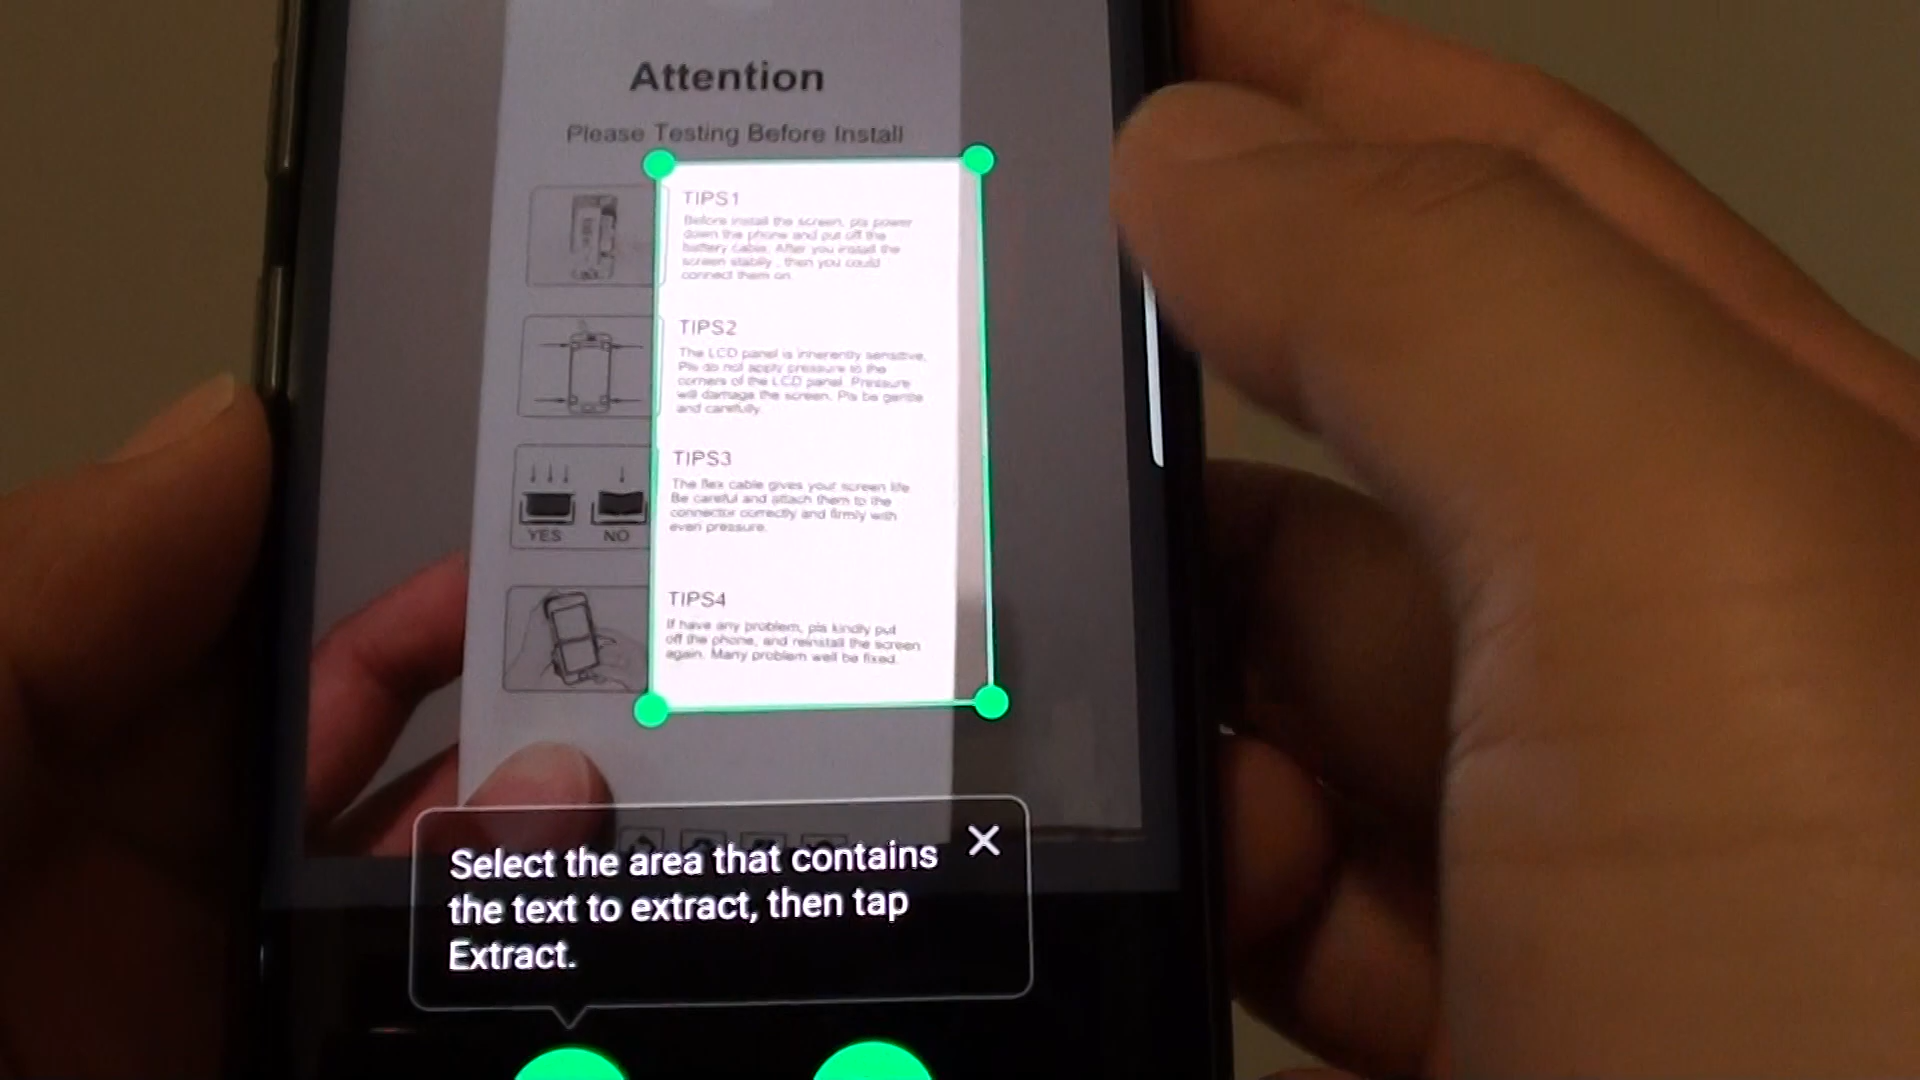 Attention
Please Testing Before Install
TIPS1
Before install the screen, pls power
down the phone and put off the
battery cable. After you install the
screen stablly , then you could
connect them on.
TIPS2
The LCD panel is inherently sensitive,
Pls do not apply pressure to the
corners of the LCD panel. Pressure
will damage the screen. Pls be gentle
and carefully.
TIPS3
The flex cable gives your screen life
Be careful and attach them to the
connector correctly and firmly with
even pressure.
YES NO
TIPS4
If have any problem, pls kindly put
off the phone, and reinstall the screen
again. Many problem well be fixed.
Select the area that contains
the text to extract, then tap
Extract.